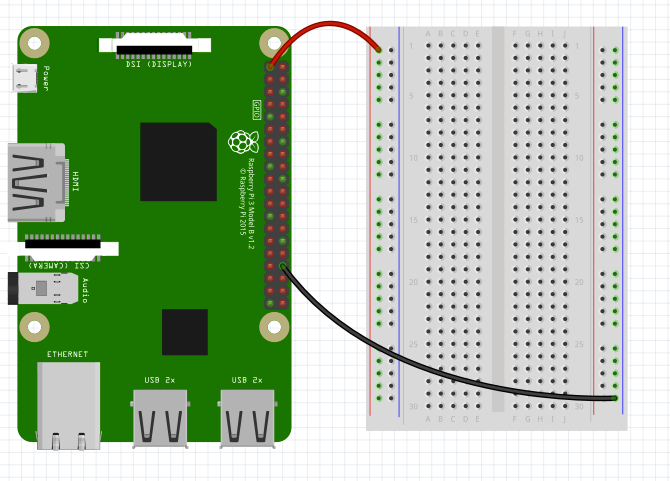 DSI (DISPLAY)
Power
GPIO
HDMI
Raspberry Pi 3 Model B v1.2
© Raspberry Pi 2015
CSI (CAMERA)
Audio
ETHERNET
USB 2x
USB 2x
A B C D E F G H I J
1 1
5 5
10 10
15 15
20 20
25 25
30 30
A B C D E F G H I J